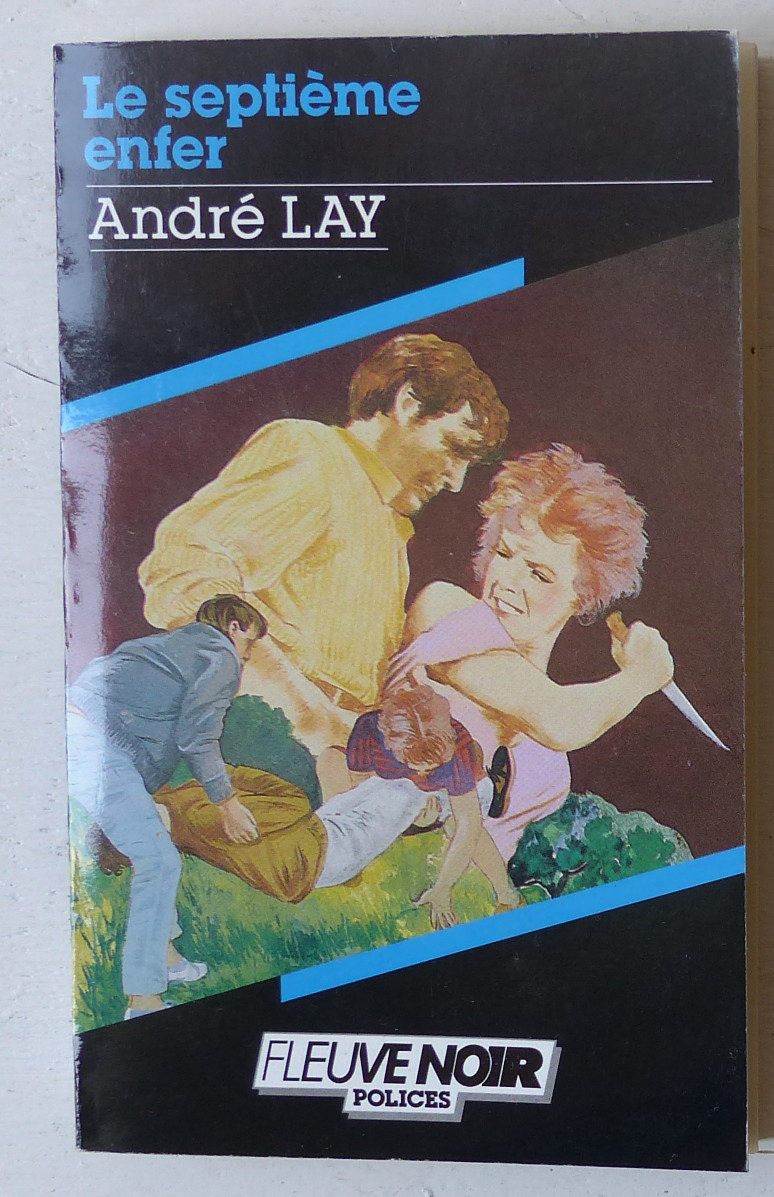 Le septième
enfer
André LAY
FLEUVE NOIR
POLICES